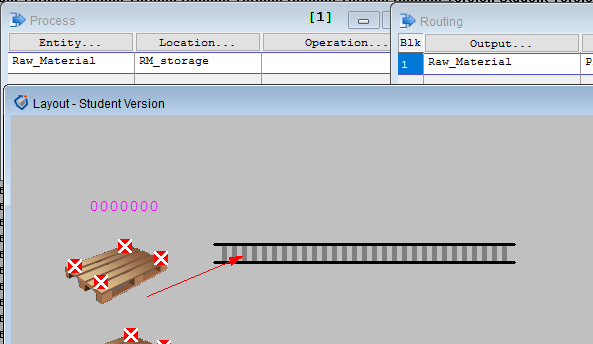 Process
[1]
Routing
Entity...
Location...
Operation...
Blk
Output...
Raw_Material
RM_storage
1
Raw_Material
P
Layout - Student Version
0000000